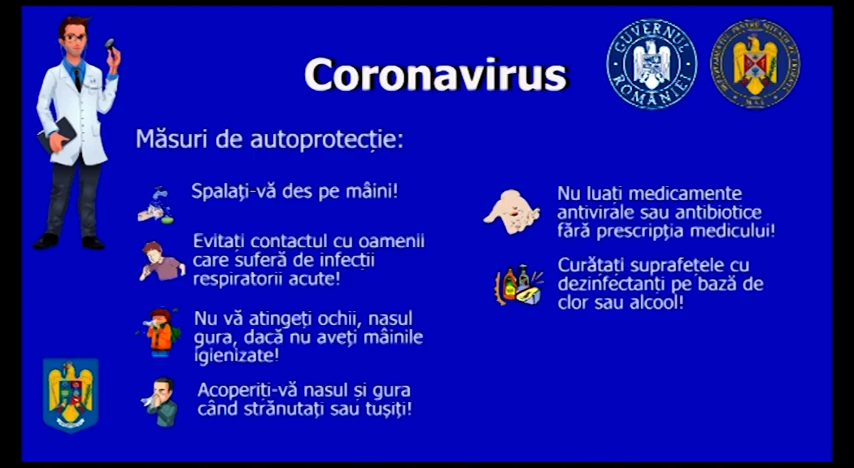 Coronavirus
GUVERNUL ROMÂNIEI
Măsuri de autoprotecție:
Spalați-vă des pe mâini!
Evitați contactul cu oamenii
care suferă de infecții
respiratorii acute!
Nu vă atingeți ochii, nasul
gura, dacă nu aveți mâinile
igienizate!
Acoperiți-vă nasul și gura
când strănutați sau tușiți!
Nu luați medicamente
antivirale sau antibiotice
fără prescripția medicului!
Curățați suprafețele cu
dezinfectanți pe bază de
clor sau alcool!